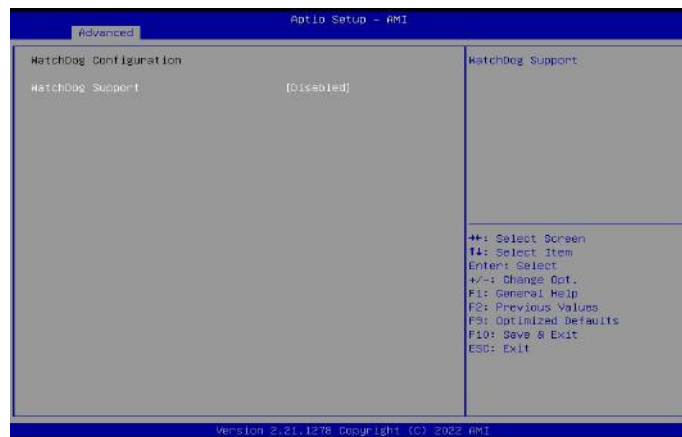 Aptio Setup - AMI
Advanced
WatchDog Configuration
WatchDog Support [Disabled]
WatchDog Support
→←: Select Screen
↑↓: Select Item
Enter: Select
+/-: Change Opt.
F1: General Help
F2: Previous Values
F9: Optimized Defaults
F10: Save & Exit
ESC: Exit
Version 2.21.1278 Copyright (C) 2022 AMI